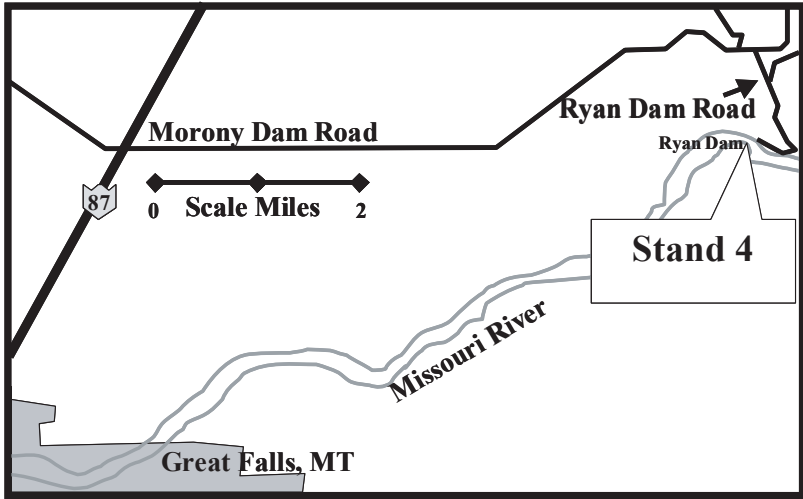 Ryan Dam Road
Morony Dam Road
Ryan Dam
87
0 Scale Miles 2
Stand 4
Missouri River
Great Falls, MT